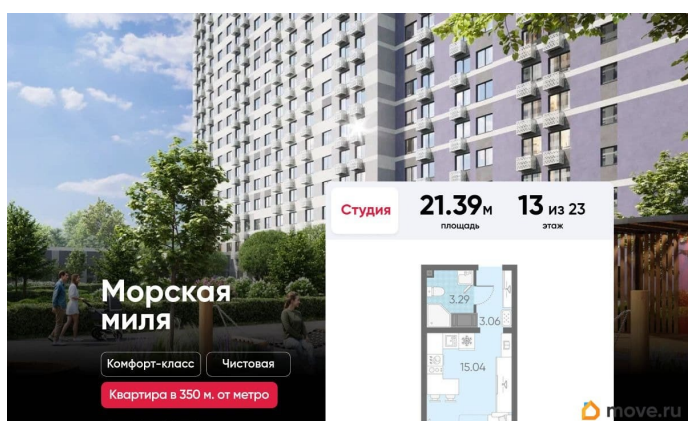 Студия
21.39м
площадь
13 из 23
этаж
3.29
3.06
15.04
Морская
миля
Комфорт-класс
Чистовая
Квартира в 350 м. от метро
move.ru